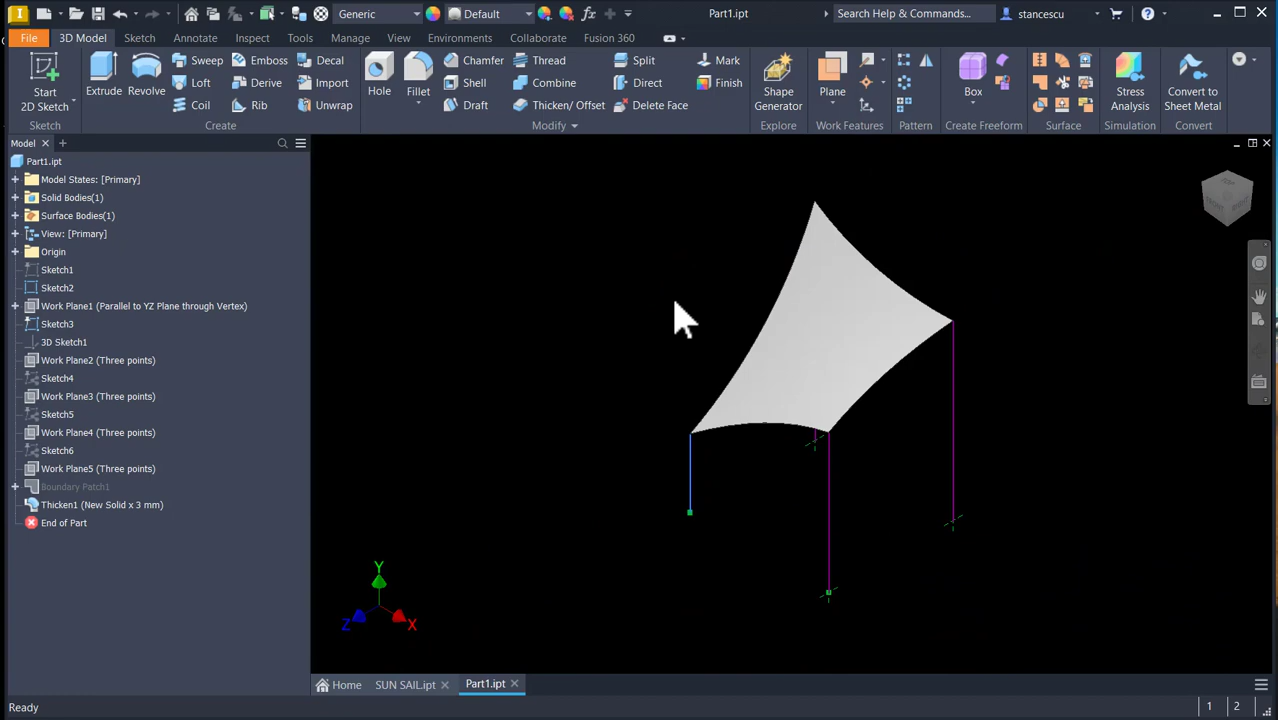 Generic Default fx Part1.ipt Search Help & Commands... stancescu
File 3D Model Sketch Annotate Inspect Tools Manage View Environments Collaborate Fusion 360
Start
2D Sketch
Extrude
Revolve
Sweep
Loft
Coil
Emboss
Derive
Rib
Decal
Import
Unwrap
Hole
Fillet
Chamfer
Shell
Draft
Thread
Combine
Thicken/ Offset
Split
Direct
Delete Face
Mark
Finish
Shape
Generator
Plane
Box
Stress
Analysis
Convert to
Sheet Metal
Sketch Create Modify Explore Work Features Pattern Create Freeform Surface Simulation Convert
Model
Part1.ipt
Model States: [Primary]
Solid Bodies(1)
Surface Bodies(1)
View: [Primary]
Origin
Sketch1
Sketch2
Work Plane1 (Parallel to YZ Plane through Vertex)
Sketch3
3D Sketch1
Work Plane2 (Three points)
Sketch4
Work Plane3 (Three points)
Sketch5
Work Plane4 (Three points)
Sketch6
Work Plane5 (Three points)
Boundary Patch1
Thicken1 (New Solid x 3 mm)
End of Part
Y
Z
X
Home SUN SAIL.ipt Part1.ipt
Ready 1 2